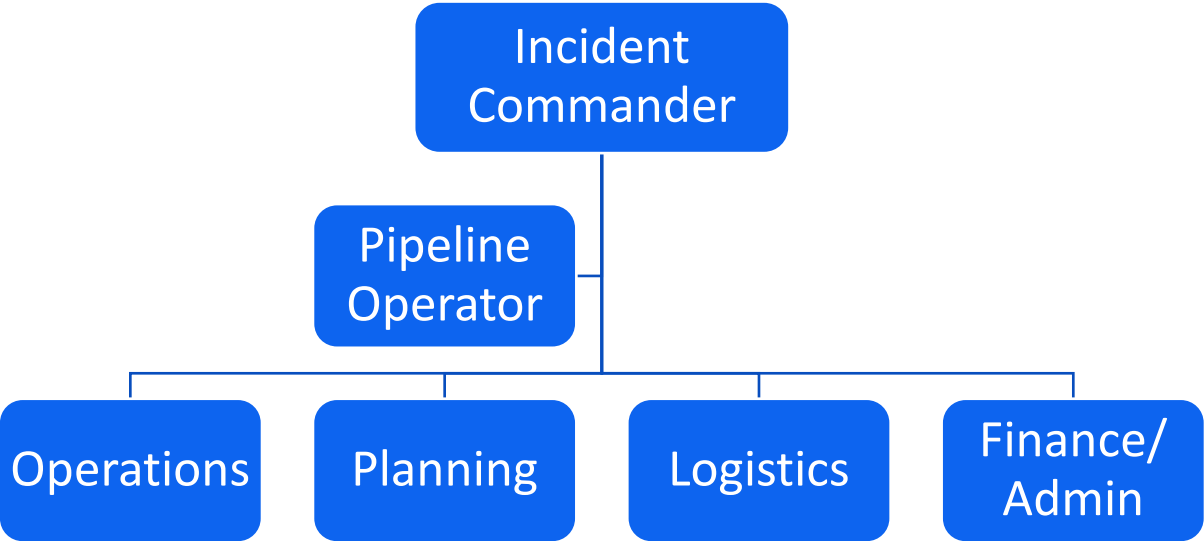 Incident
Commander
Pipeline
Operator
Operations
Planning
Logistics
Finance/
Admin